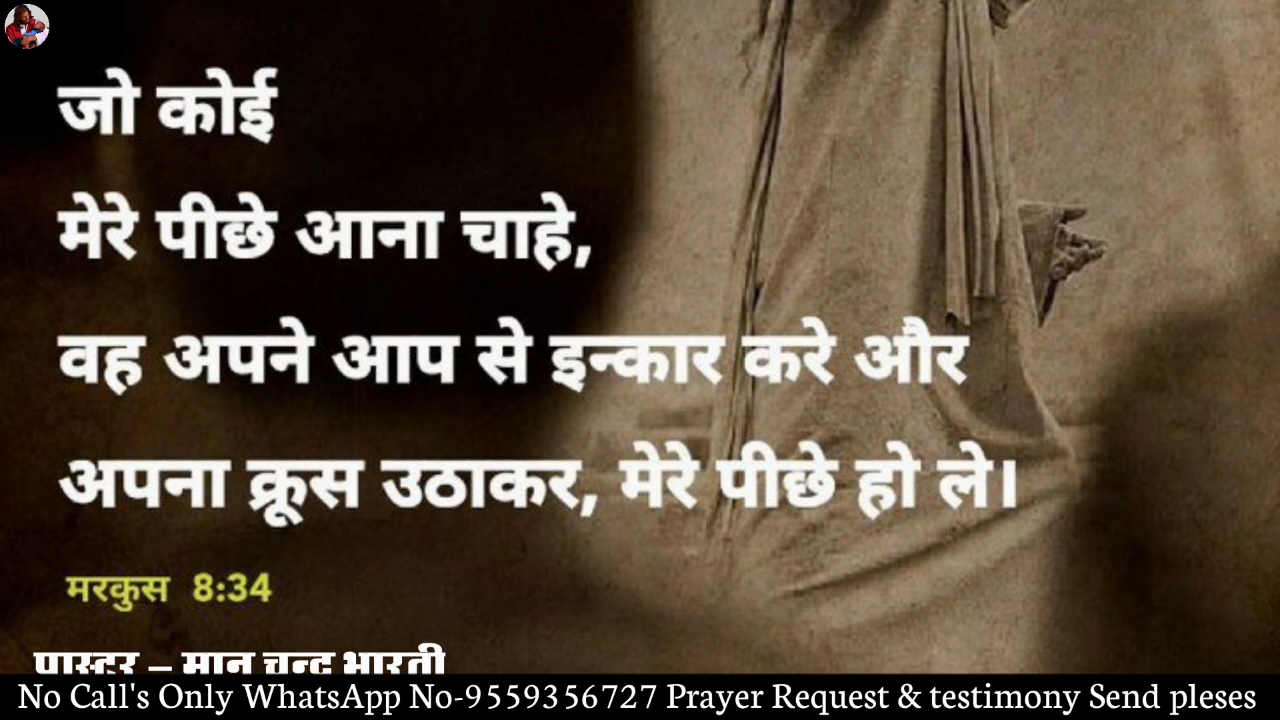 जो कोई
मेरे पीछे आना चाहे,
वह अपने आप से इन्कार करे और
अपना क्रूस उठाकर, मेरे पीछे हो ले।
मरकुस 8:34
पास्टर – मान चन्द भारती
No Call's Only WhatsApp No-9559356727 Prayer Request & testimony Send pleses